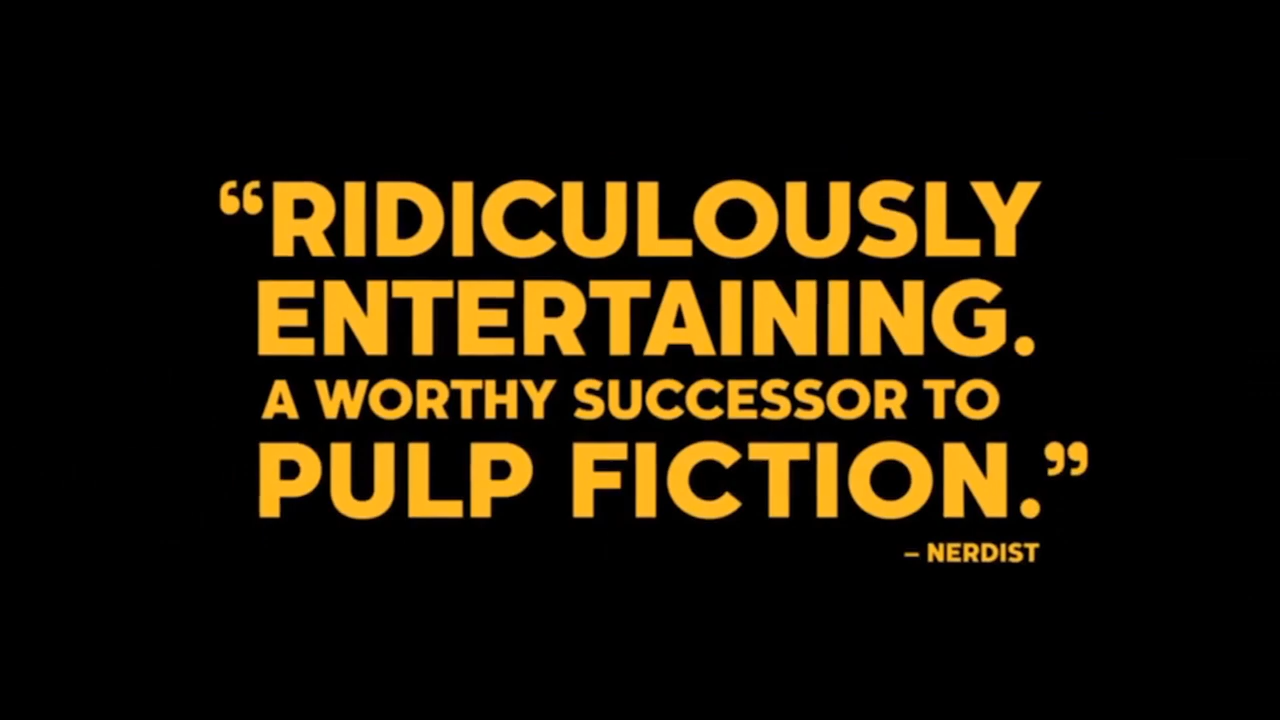 “RIDICULOUSLY
ENTERTAINING.
A WORTHY SUCCESSOR TO
PULP FICTION.”
– NERDIST